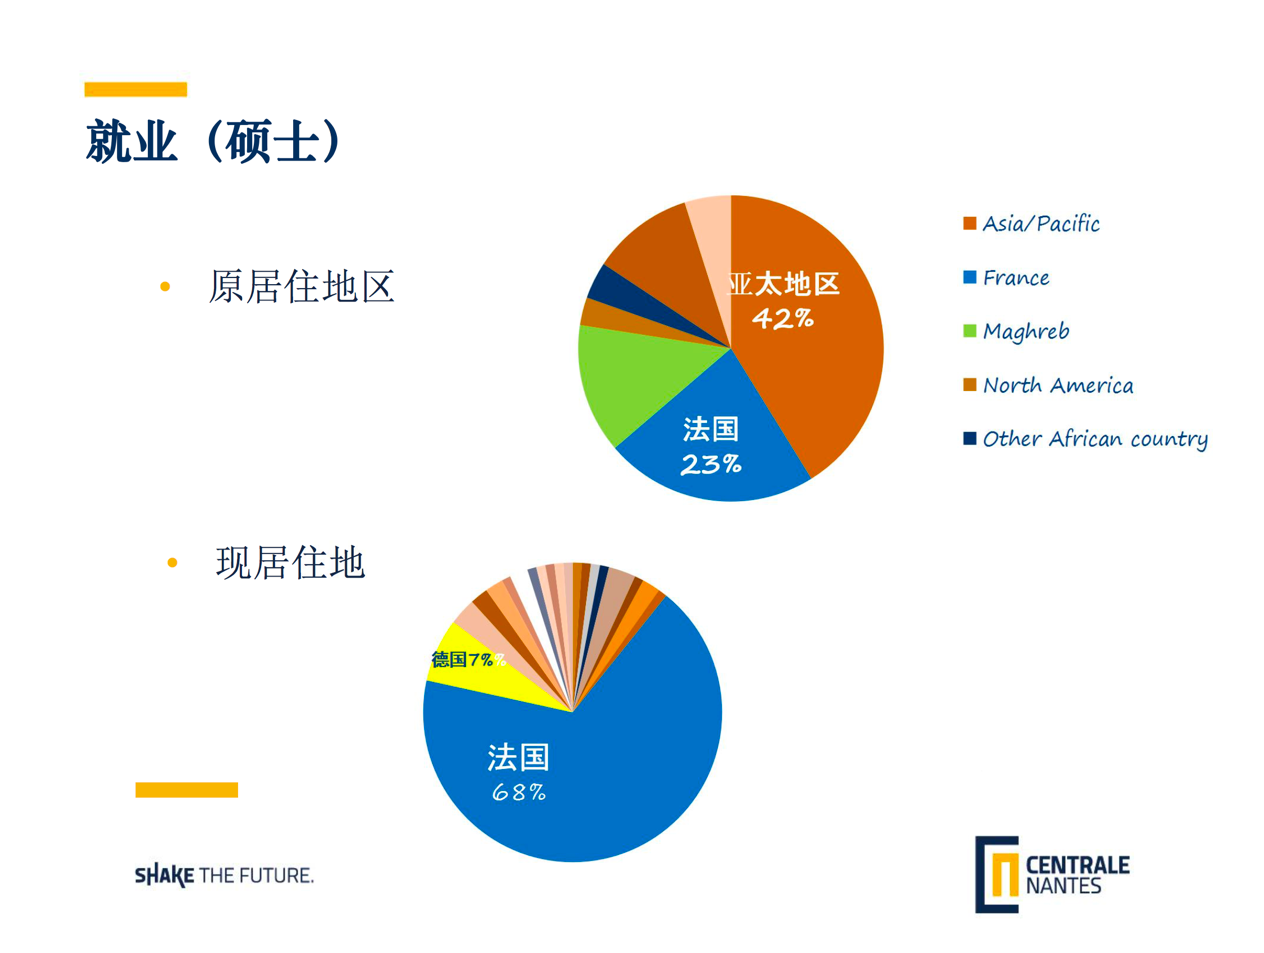 就业（硕士）
原居住地区
亚太地区
42%
法国
23%
Asia/Pacific
France
Maghreb
North America
Other African country
现居住地
德国7%%
法国
68%
SHAKE THE FUTURE.
CENTRALE
NANTES